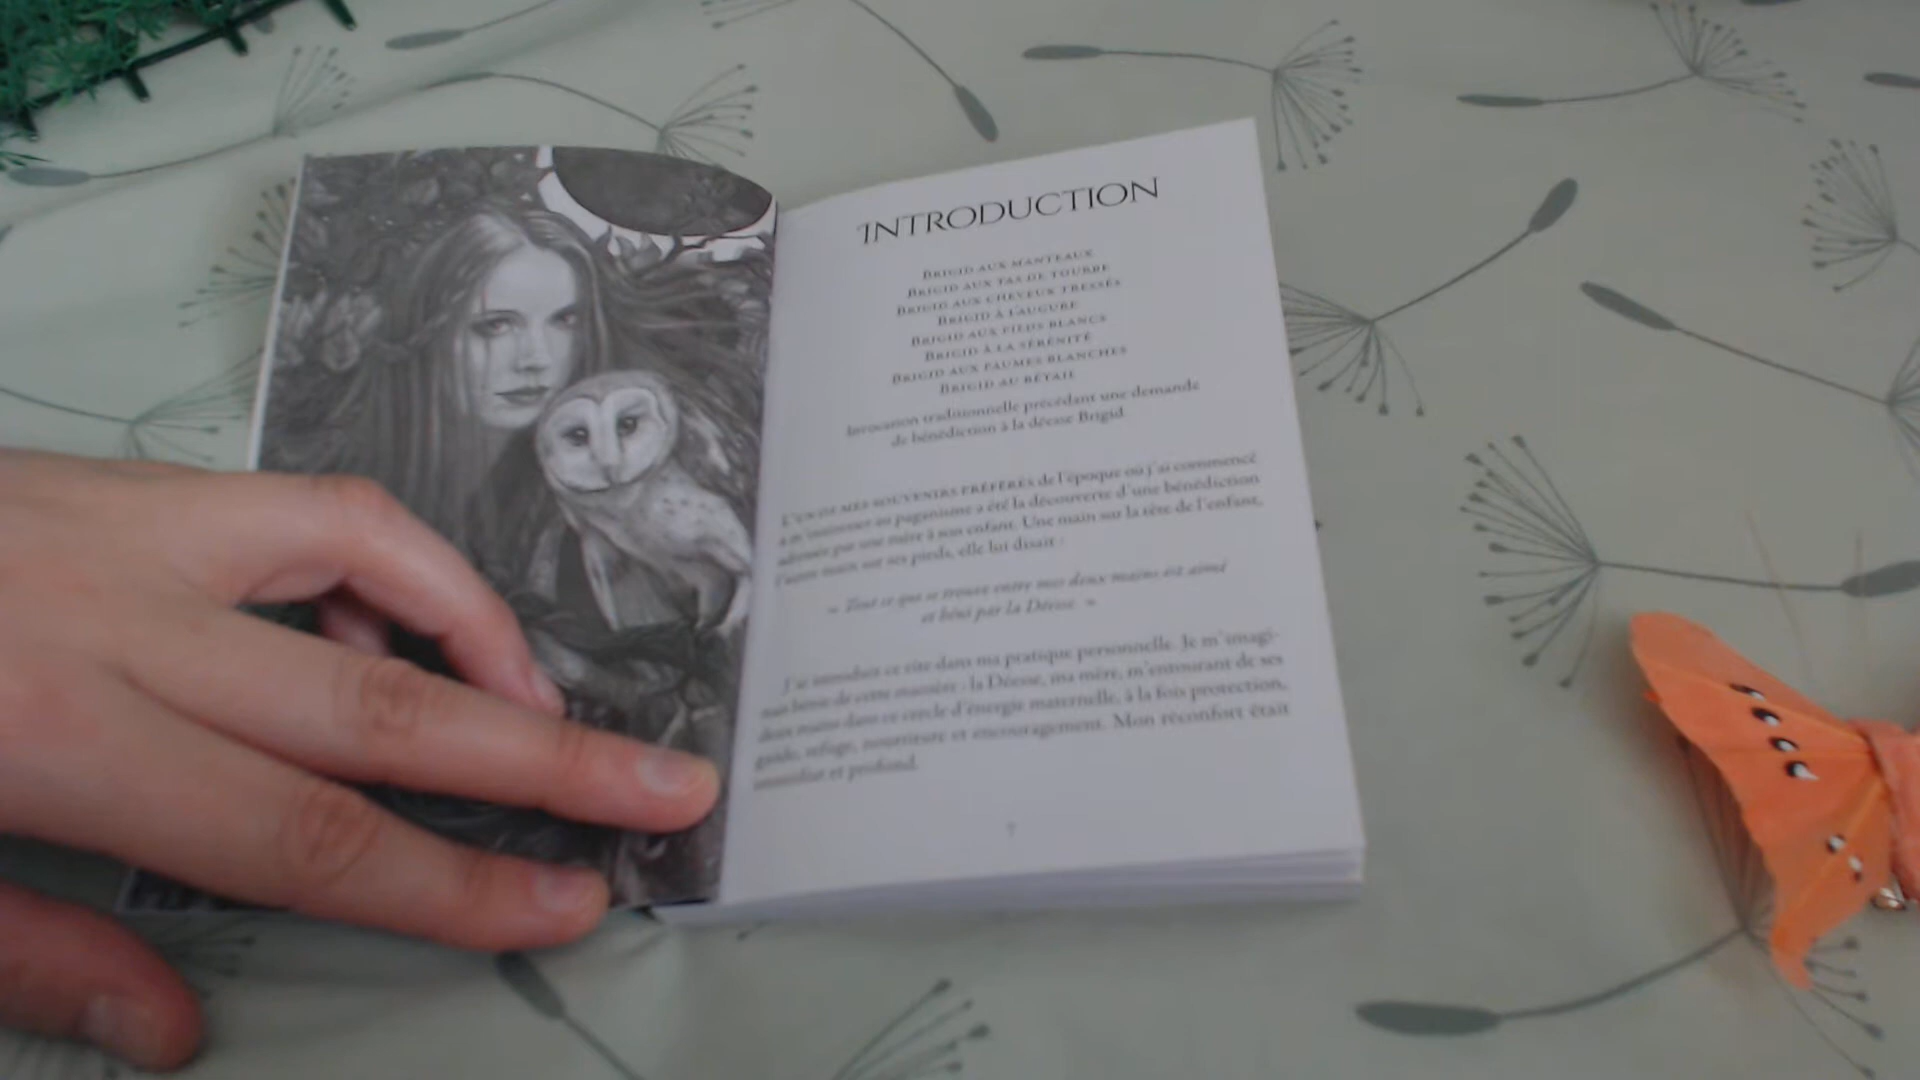 INTRODUCTION
BRIGID AUX MANTEAUX
BRIGID AUX TAS DE TOURBE
BRIGID AUX CHEVEUX TRESSÉS
BRIGID À L'AUGURE
BRIGID AUX PIEDS BLANCS
BRIGID À LA SÉRÉNITÉ
BRIGID AUX PAUMES BLANCHES
BRIGID AU BÉTAIL
Invocation traditionnelle précédant une demande
de bénédiction à la déesse Brigid
L'UN DE MES SOUVENIRS PRÉFÉRÉS de l'époque où j'ai commencé
à m'intéresser au paganisme a été la découverte d'une bénédiction
adressée par une mère à son enfant. Une main sur la tête de l'enfant,
l'autre main sur ses pieds, elle lui disait :
« Tout ce qui se trouve entre mes deux mains est aimé
et béni par la Déesse. »
J'ai introduit ce rite dans ma pratique personnelle. Je m'imagi-
nais bénie de cette manière : la Déesse, ma mère, m'entourant de ses
deux mains dans ce cercle d'énergie maternelle, à la fois protection,
guide, refuge, nourriture et encouragement. Mon réconfort était
immédiat et profond.
7